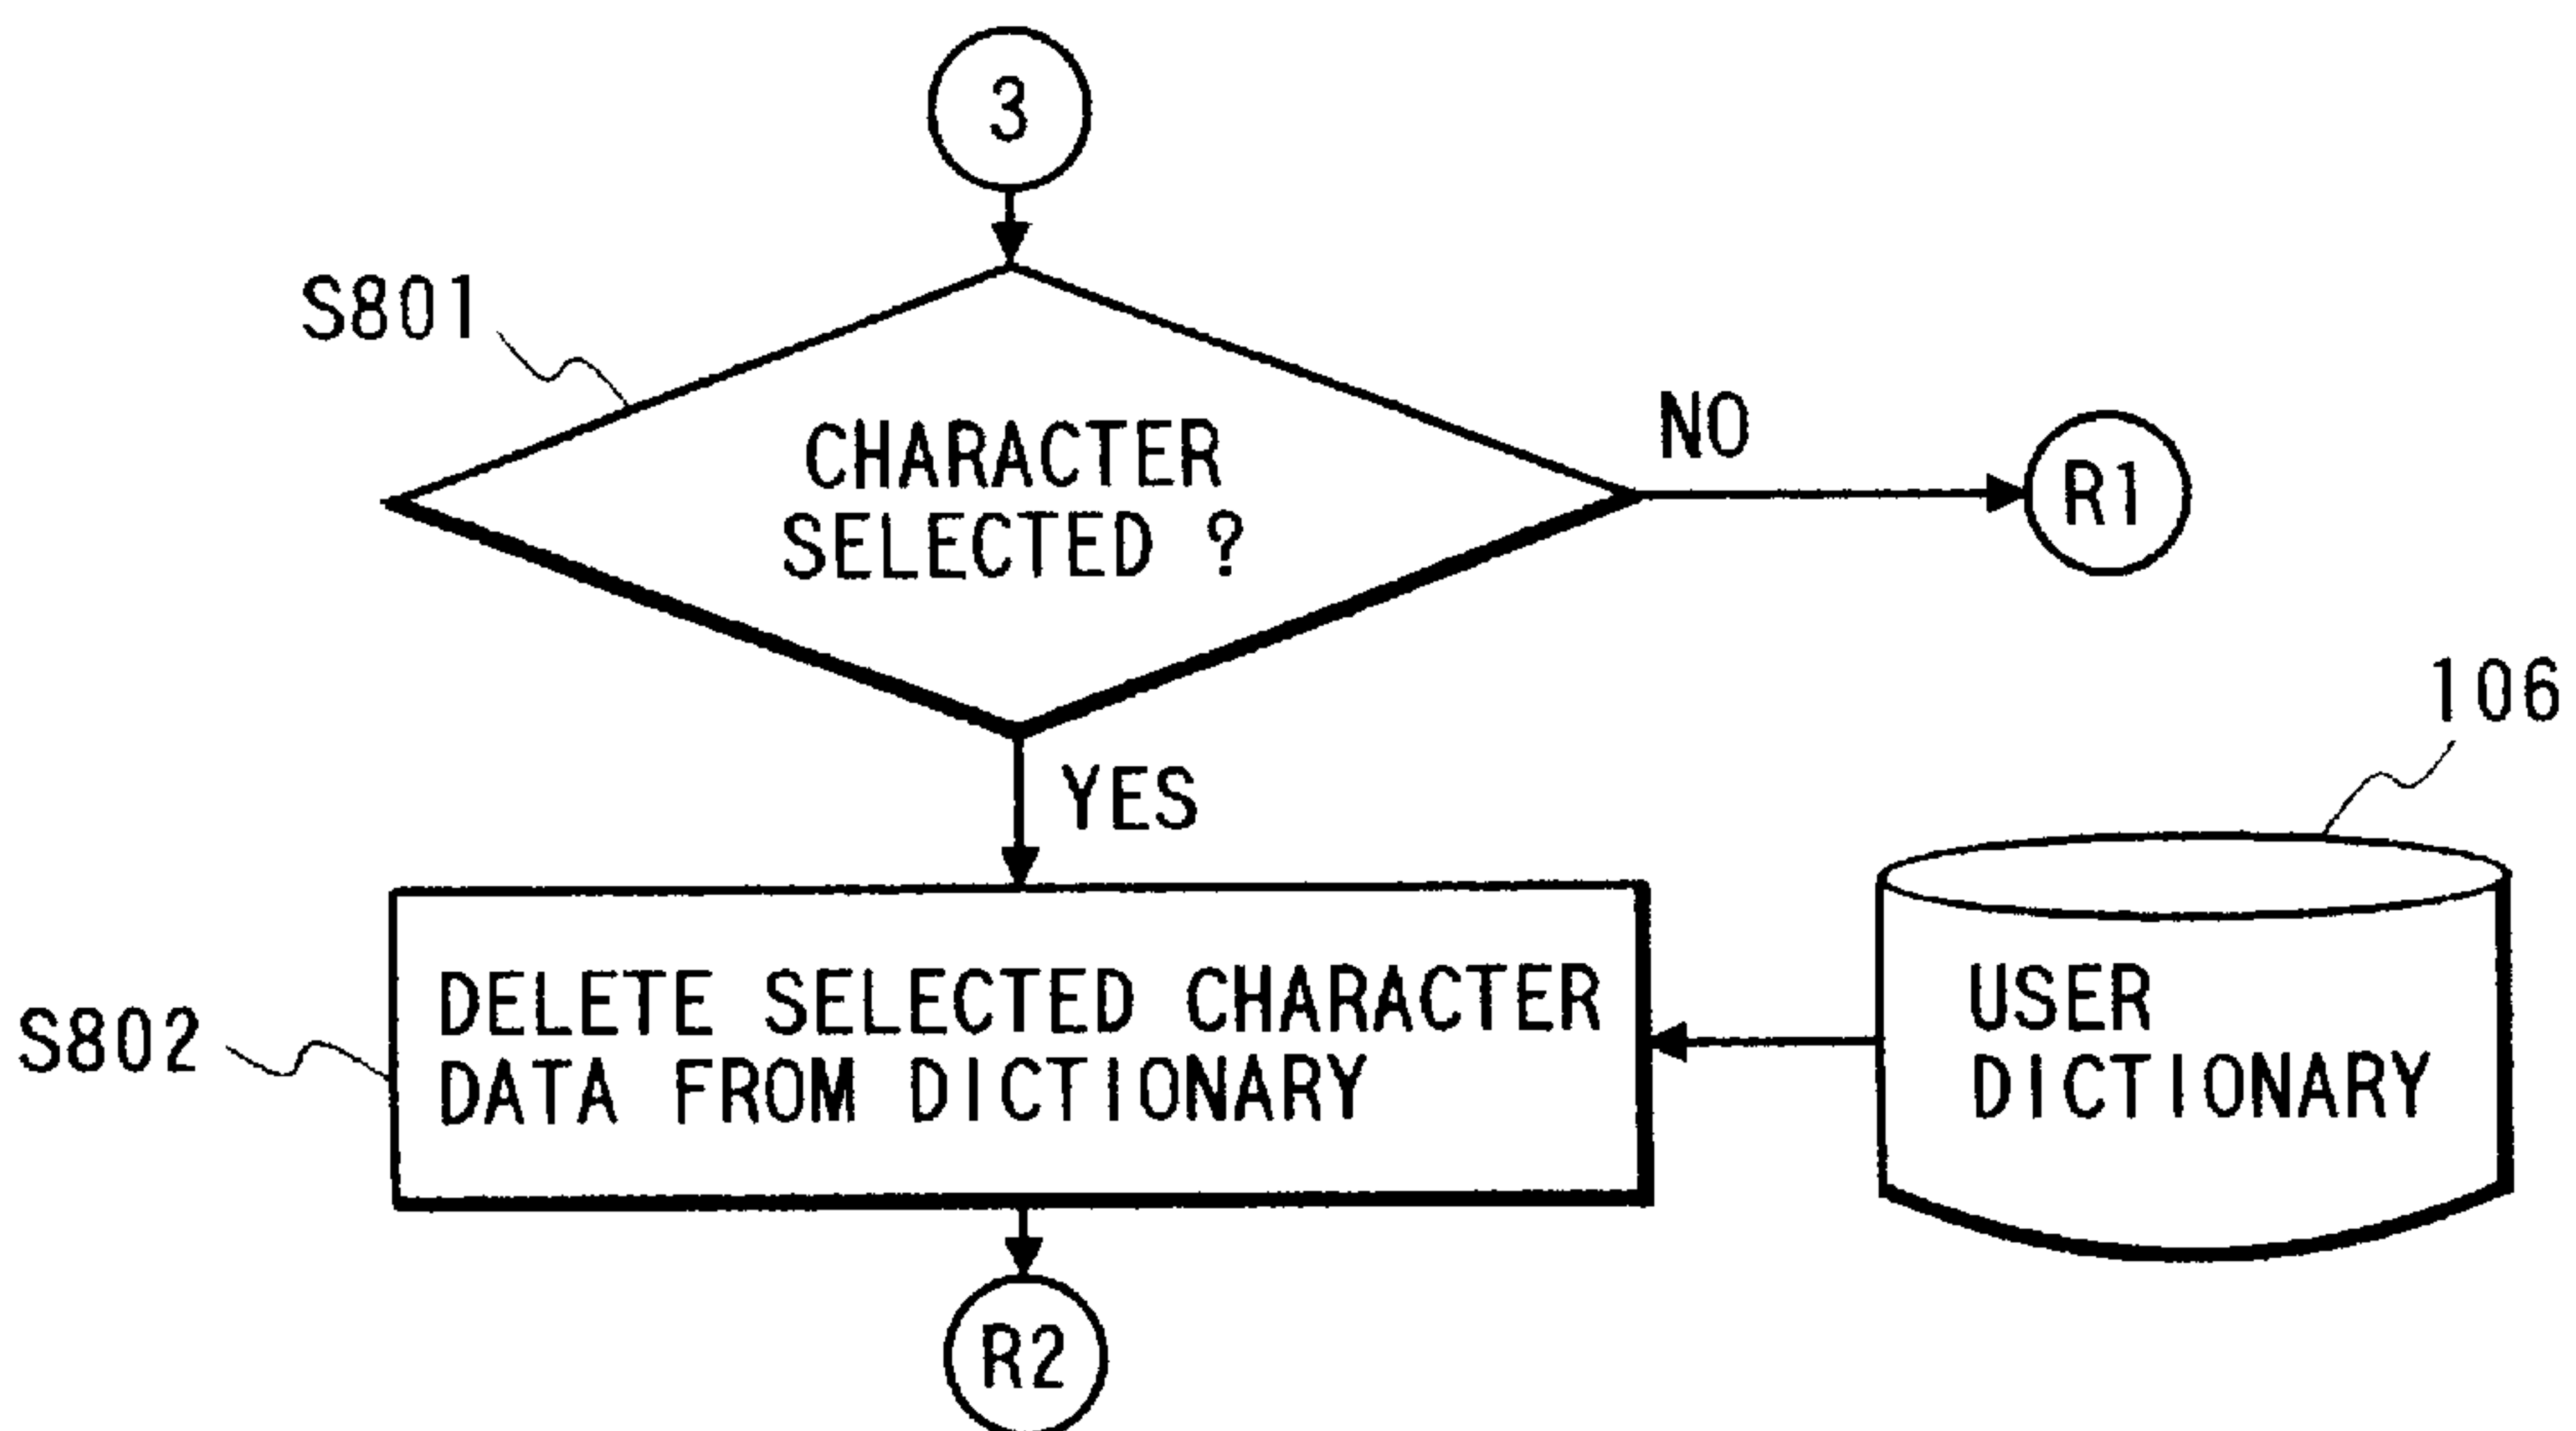 3
S801
CHARACTER
SELECTED ?
NO
R1
YES
106
S802
DELETE SELECTED CHARACTER
DATA FROM DICTIONARY
USER
DICTIONARY
R2